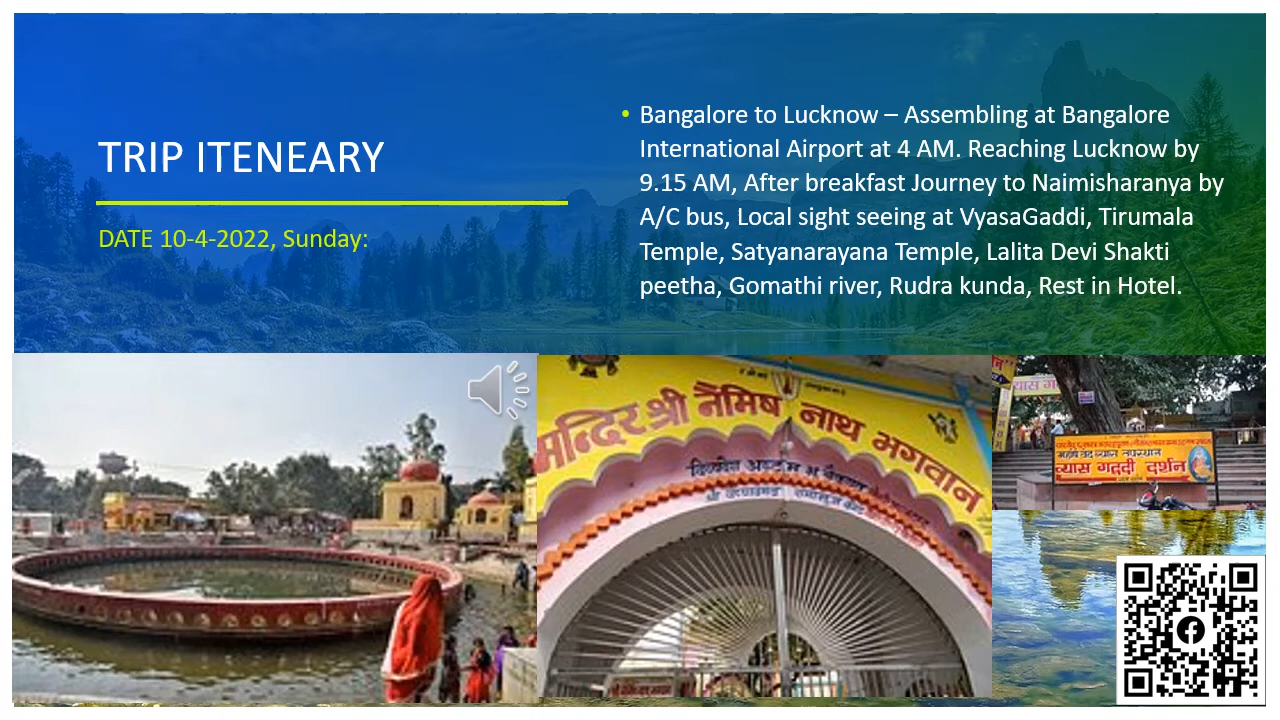 TRIP ITENEARY
DATE 10-4-2022, Sunday:
• Bangalore to Lucknow – Assembling at Bangalore
International Airport at 4 AM. Reaching Lucknow by
9.15 AM, After breakfast Journey to Naimisharanya by
A/C bus, Local sight seeing at VyasaGaddi, Tirumala
Temple, Satyanarayana Temple, Lalita Devi Shakti
peetha, Gomathi river, Rudra kunda, Rest in Hotel.
मन्दिर श्री नैमिष नाथ भगवान
व्यास गद्दी दर्शन